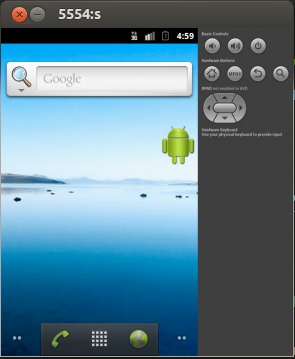 5554:s
3G
4:59
Google
Basic Controls
Hardware Buttons
MENU
DPAD not enabled in AVD
Hardware Keyboard
Use your physical keyboard to provide input